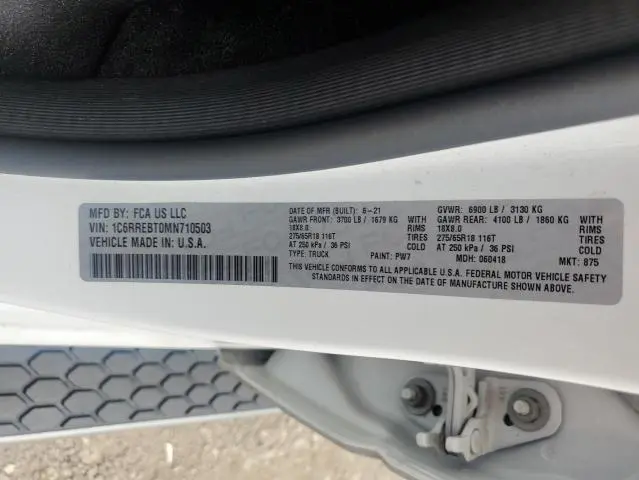 MFD BY: FCA US LLC
VIN: 1C6RREBT0MN710503
VEHICLE MADE IN U.S.A.
DATE OF MFR (BUILT): 6-21 GVWR: 6900 LB / 3130 KG
GAWR FRONT: 3700 LB / 1679 KG GAWR REAR: 4100 LB / 1860 KG
18X8.0 RIMS 18X8.0 RIMS
275/65R18 116T TIRES 275/65R18 116T TIRES
AT 250 kPa / 36 PSI COLD AT 250 kPa / 36 PSI COLD
TYPE: TRUCK PAINT: PW7 MDH: 060418 MKT: 875
THIS VEHICLE CONFORMS TO ALL APPLICABLE U.S.A. FEDERAL MOTOR VEHICLE SAFETY
STANDARDS IN EFFECT ON THE DATE OF MANUFACTURE SHOWN ABOVE.